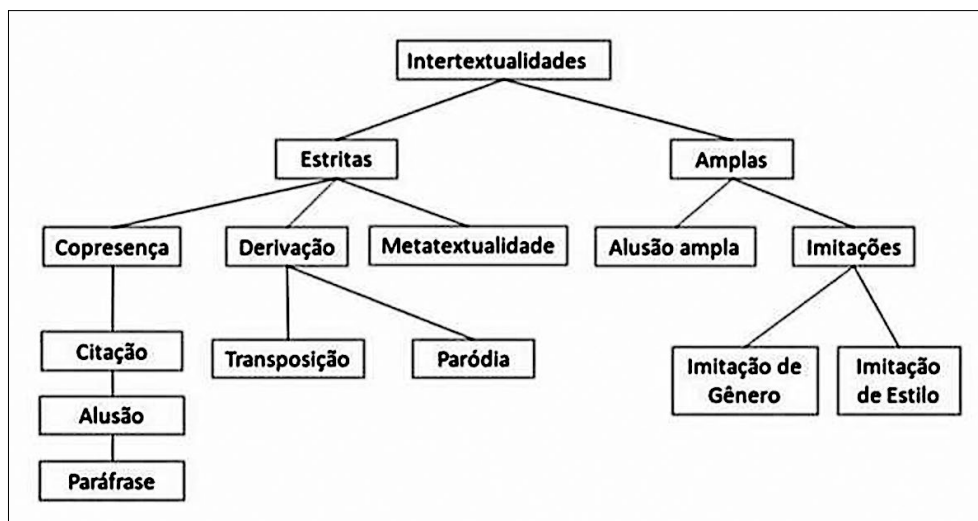 Intertextualidades
Estritas
Amplas
Copresença
Derivação
Metatextualidade
Alusão ampla
Imitações
Citação
Transposição
Paródia
Imitação de
Gênero
Imitação
de Estilo
Alusão
Paráfrase